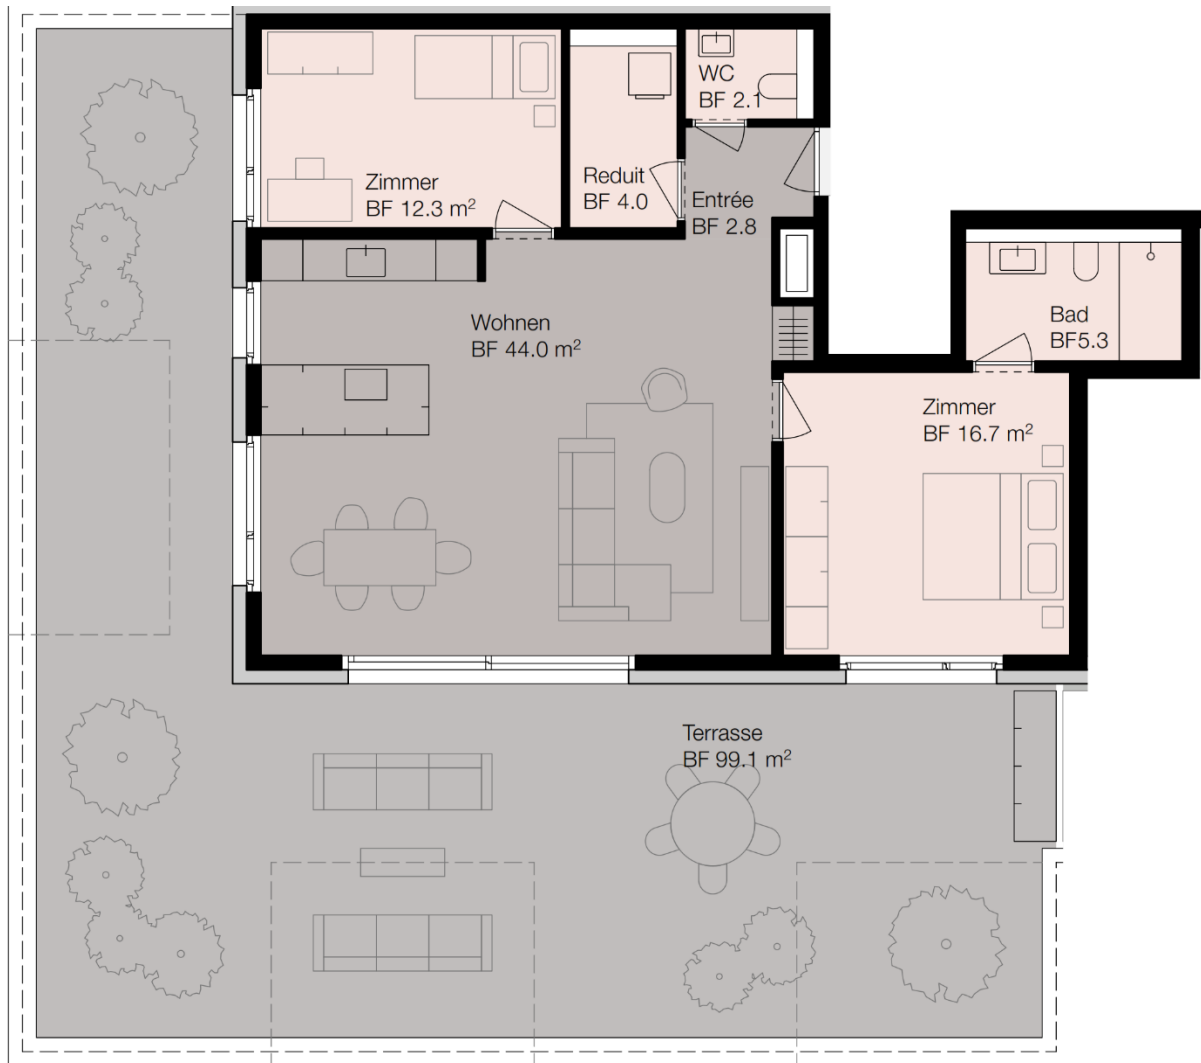 WC
BF 2.1
Zimmer
BF 12.3 m²
Reduit
BF 4.0
Entrée
BF 2.8
Wohnen
BF 44.0 m²
Bad
BF5.3
Zimmer
BF 16.7 m²
Terrasse
BF 99.1 m²